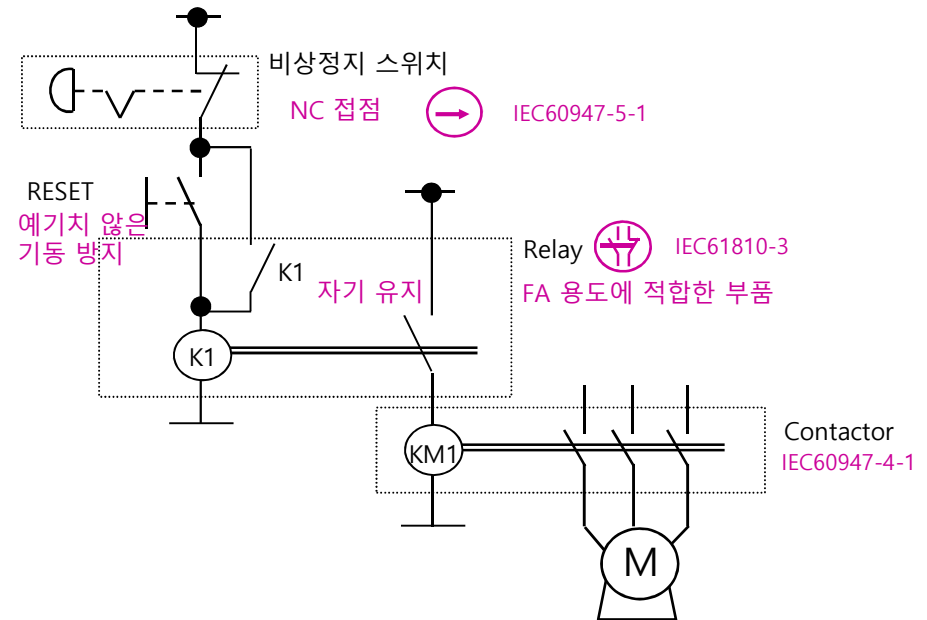 비상정지 스위치
NC 접점
IEC60947-5-1
RESET
예기치 않은
기동 방지
K1
자기 유지
Relay
IEC61810-3
FA 용도에 적합한 부품
K1
KM1
Contactor
IEC60947-4-1
M